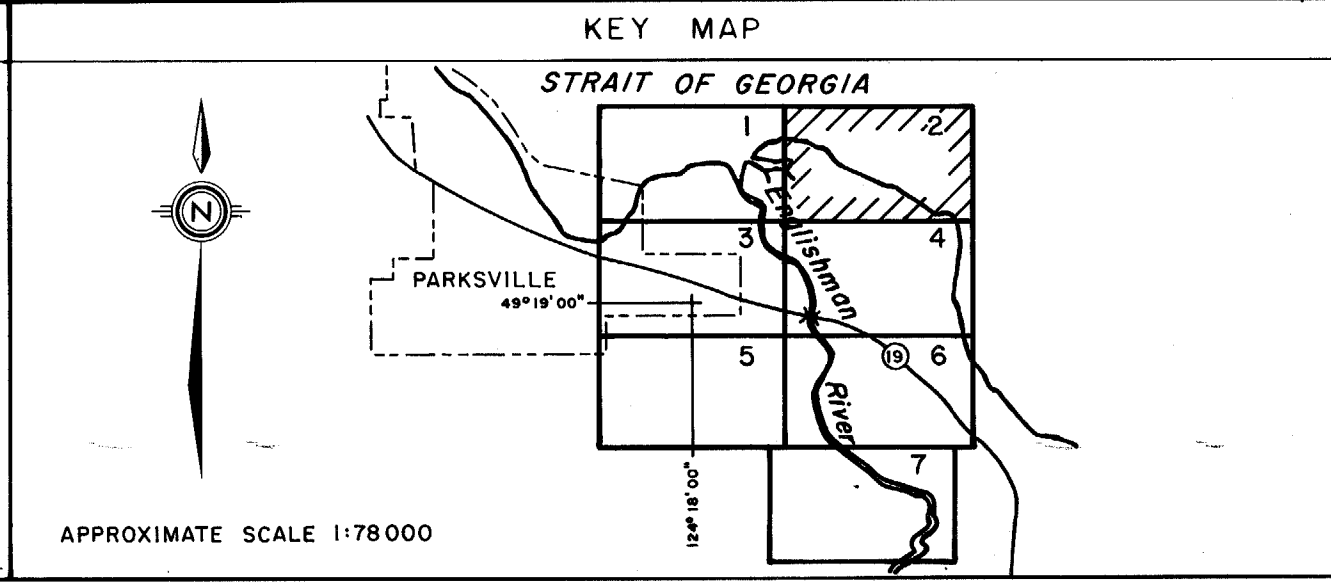 KEY MAP
STRAIT OF GEORGIA
1
2
N
Englishman
3
4
PARKSVILLE
49°19'00"
5
19
6
River
7
124°18'00"
APPROXIMATE SCALE 1:78000